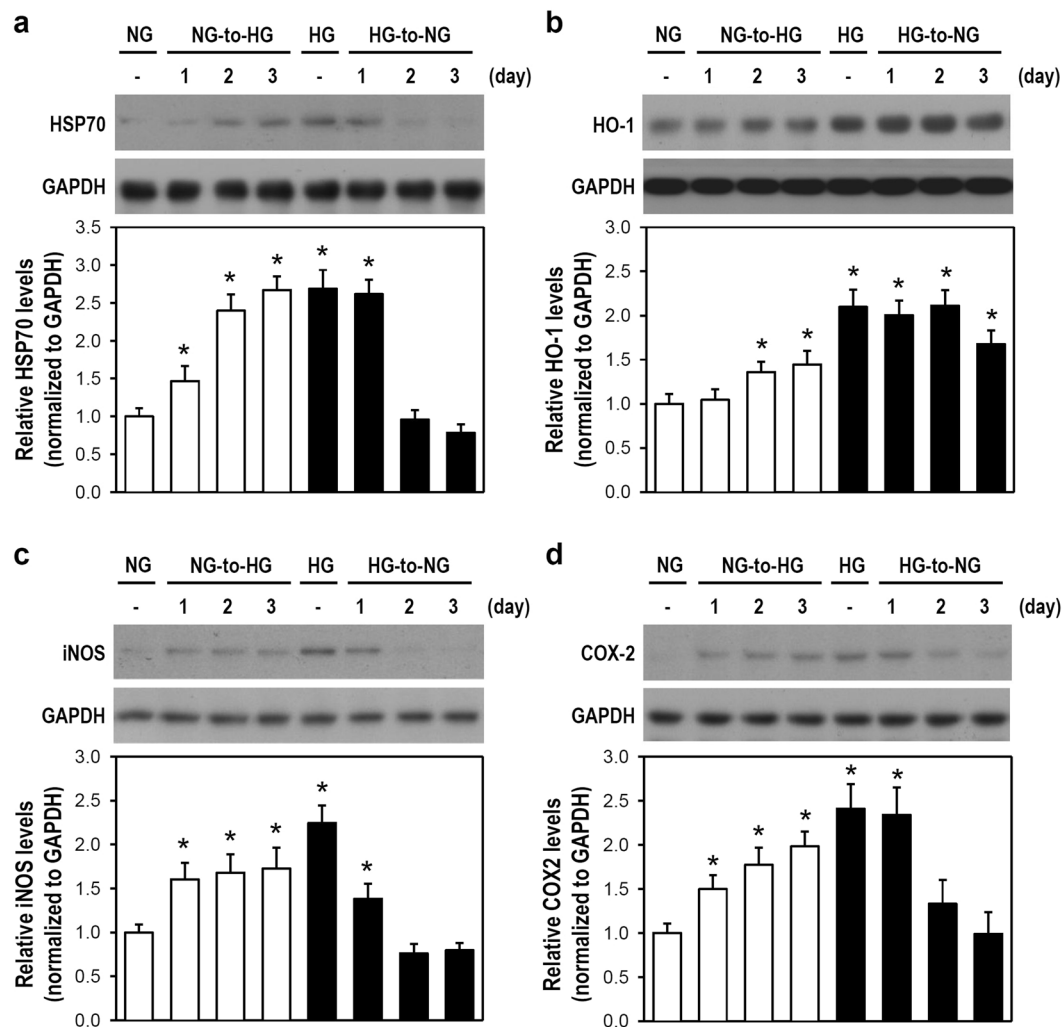 a
NG NG-to-HG HG HG-to-NG
- 1 2 3 - 1 2 3 (day)
HSP70
GAPDH
Relative HSP70 levels
(normalized to GAPDH)
3.5
3.0
2.5
2.0
1.5
1.0
0.5
0.0
* * * * *
b
NG NG-to-HG HG HG-to-NG
- 1 2 3 - 1 2 3 (day)
HO-1
GAPDH
Relative HO-1 levels
(normalized to GAPDH)
3.0
2.5
2.0
1.5
1.0
0.5
0.0
* * * * * *
c
NG NG-to-HG HG HG-to-NG
- 1 2 3 - 1 2 3 (day)
iNOS
GAPDH
Relative iNOS levels
(normalized to GAPDH)
3.0
2.5
2.0
1.5
1.0
0.5
0.0
* * * * *
d
NG NG-to-HG HG HG-to-NG
- 1 2 3 - 1 2 3 (day)
COX-2
GAPDH
Relative COX2 levels
(normalized to GAPDH)
3.0
2.5
2.0
1.5
1.0
0.5
0.0
* * * * *